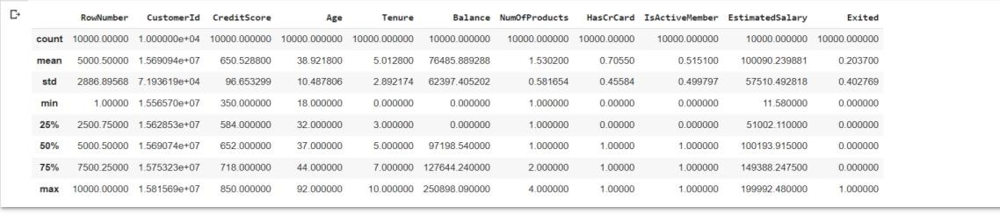 RowNumber CustomerId CreditScore Age Tenure Balance NumOfProducts HasCrCard IsActiveMember EstimatedSalary Exited
count 10000.00000 1.000000e+04 10000.000000 10000.000000 10000.000000 10000.000000 10000.000000 10000.00000 10000.000000 10000.000000 10000.000000
mean 5000.50000 1.569094e+07 650.528800 38.921800 5.012800 76485.889288 1.530200 0.70550 0.515100 100090.239881 0.203700
std 2886.89568 7.193619e+04 96.653299 10.487806 2.892174 62397.405202 0.581654 0.45584 0.499797 57510.492818 0.402769
min 1.00000 1.556570e+07 350.000000 18.000000 0.000000 0.000000 1.000000 0.00000 0.000000 11.580000 0.000000
25% 2500.75000 1.562853e+07 584.000000 32.000000 3.000000 0.000000 1.000000 0.00000 0.000000 51002.110000 0.000000
50% 5000.50000 1.569074e+07 652.000000 37.000000 5.000000 97198.540000 1.000000 1.00000 1.000000 100193.915000 0.000000
75% 7500.25000 1.575323e+07 718.000000 44.000000 7.000000 127644.240000 2.000000 1.00000 1.000000 149388.247500 0.000000
max 10000.00000 1.581569e+07 850.000000 92.000000 10.000000 250898.090000 4.000000 1.00000 1.000000 199992.480000 1.000000